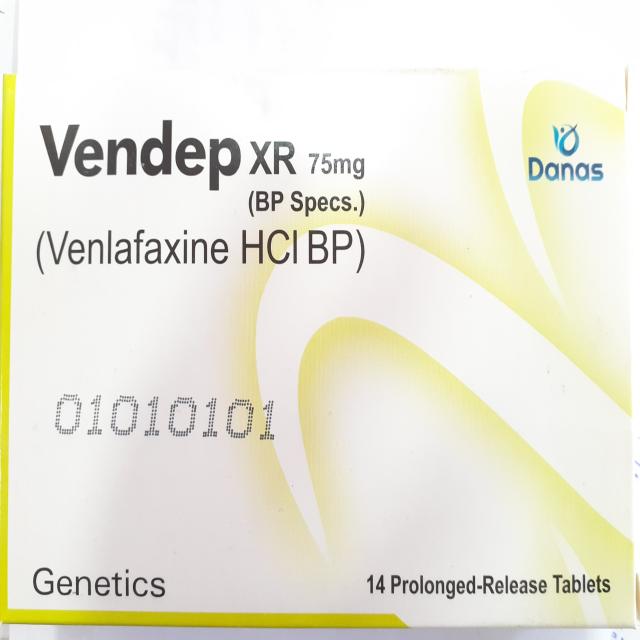 Vendep XR 75mg
(BP Specs.)
(Venlafaxine HCl BP)
Danas
01010101
Genetics
14 Prolonged-Release Tablets